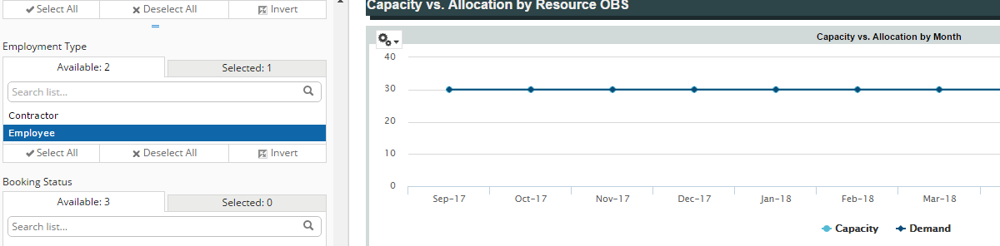 Select All
Deselect All
Invert
Employment Type
Available: 2
Selected: 1
Search list...
Contractor
Employee
Select All
Deselect All
Invert
Booking Status
Available: 3
Selected: 0
Search list...
Capacity vs. Allocation by Resource OBS
Capacity vs. Allocation by Month
40
30
20
10
0
Sep-17
Oct-17
Nov-17
Dec-17
Jan-18
Feb-18
Mar-18
Capacity
Demand